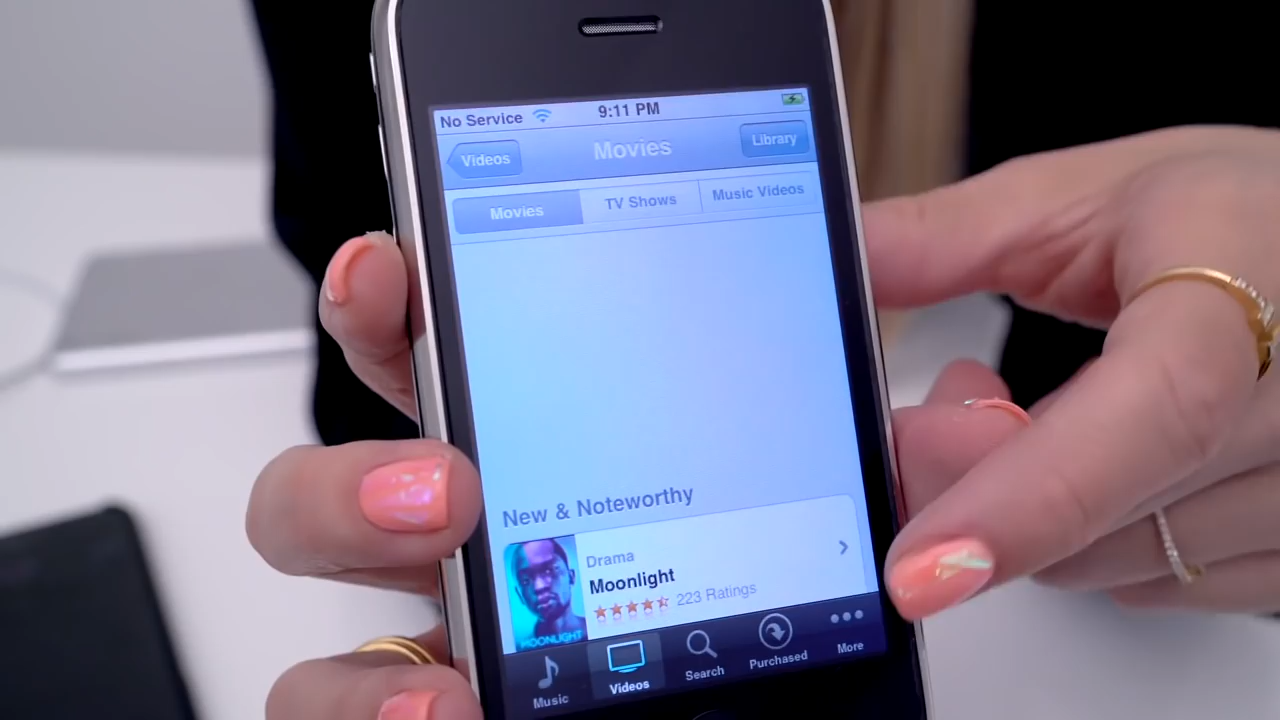 No Service 9:11 PM
Videos Movies Library
Movies TV Shows Music Videos
New & Noteworthy
Drama
Moonlight
223 Ratings
MOONLIGHT
Music Videos Search Purchased More